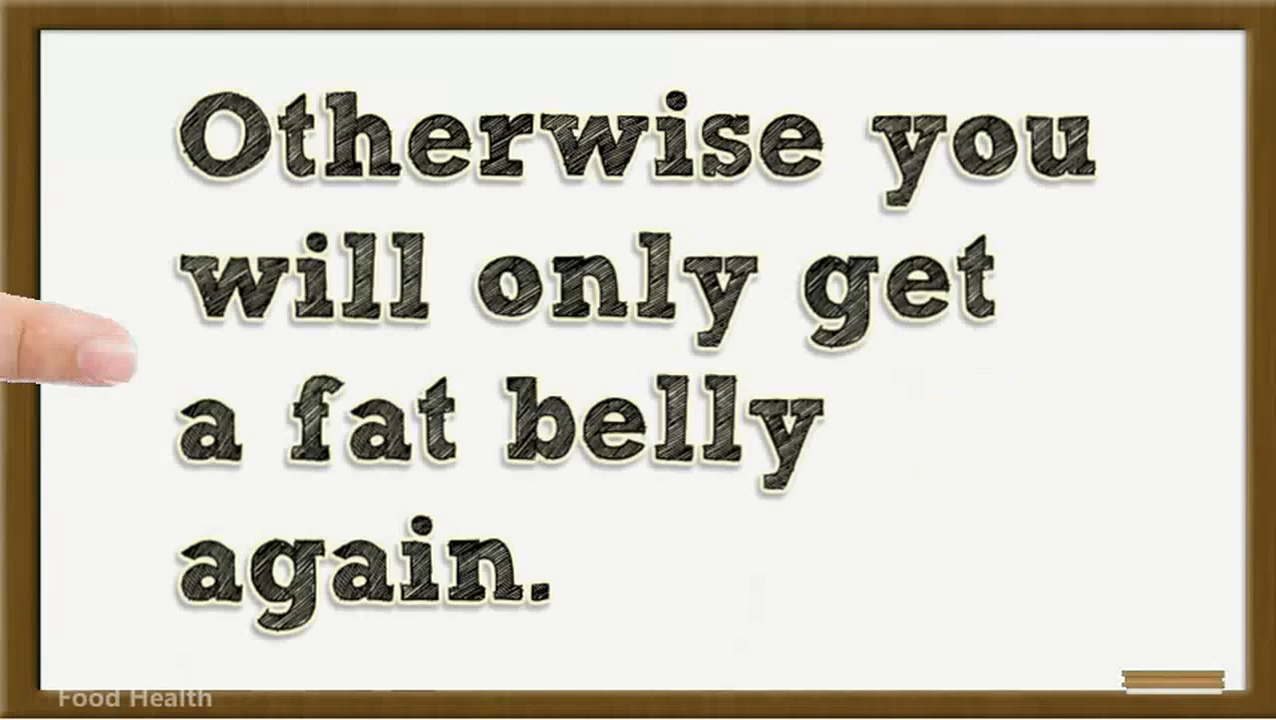 Otherwise you
will only get
a fat belly
again.
Food Health